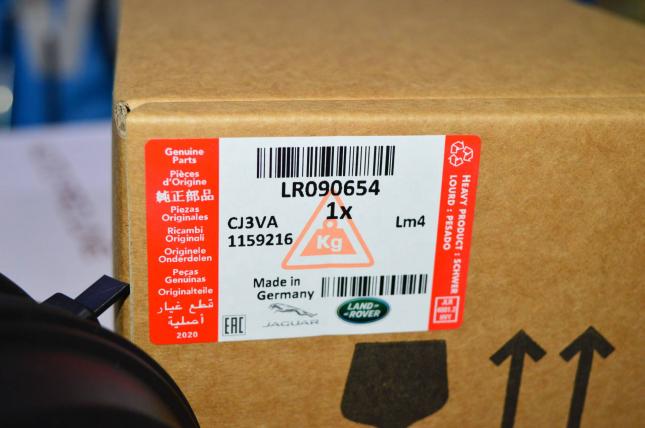 Genuine
Parts
Pièces
d'Origine
純正部品
Piezas
Originales
Ricambi
Originali
Originele
Onderdelen
Peças
Genuinas
Originalteile
قطع غيار
أصلية
2020
LR090654
1x
CJ3VA
1159216
Lm4
Kg
Made in
Germany
EAC
JAGUAR
LAND-
ROVER
HEAVY PRODUCT : SCHWER
LOURD : PESADO